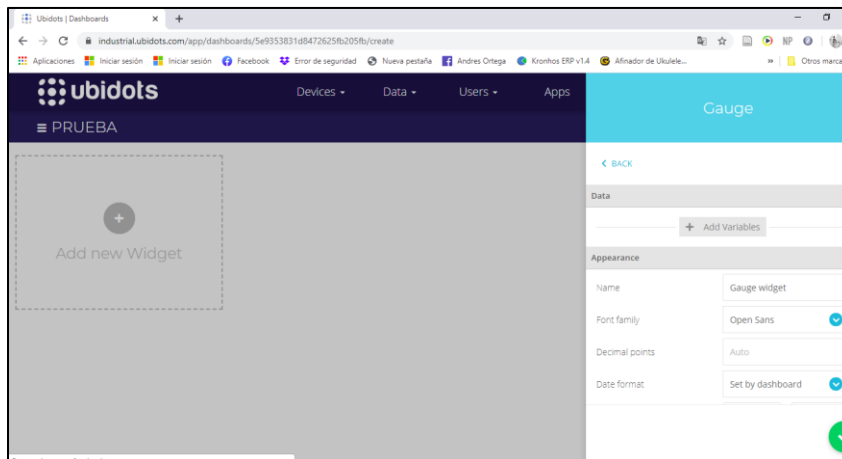 Ubidots | Dashboards
industrial.ubidots.com/app/dashboards/5e9353831d8472625fb205fb/create
Aplicaciones Iniciar sesión Iniciar sesión Facebook Error de seguridad Nueva pestaña Andres Ortega Kronhos ERP v1.4 Afinador de Ukulele... » Otros marca
NP
ubidots Devices Data Users Apps
PRUEBA
Gauge
BACK
Data
+ Add Variables
Add new Widget
Appearance
Name Gauge widget
Font family Open Sans
Decimal points Auto
Date format Set by dashboard